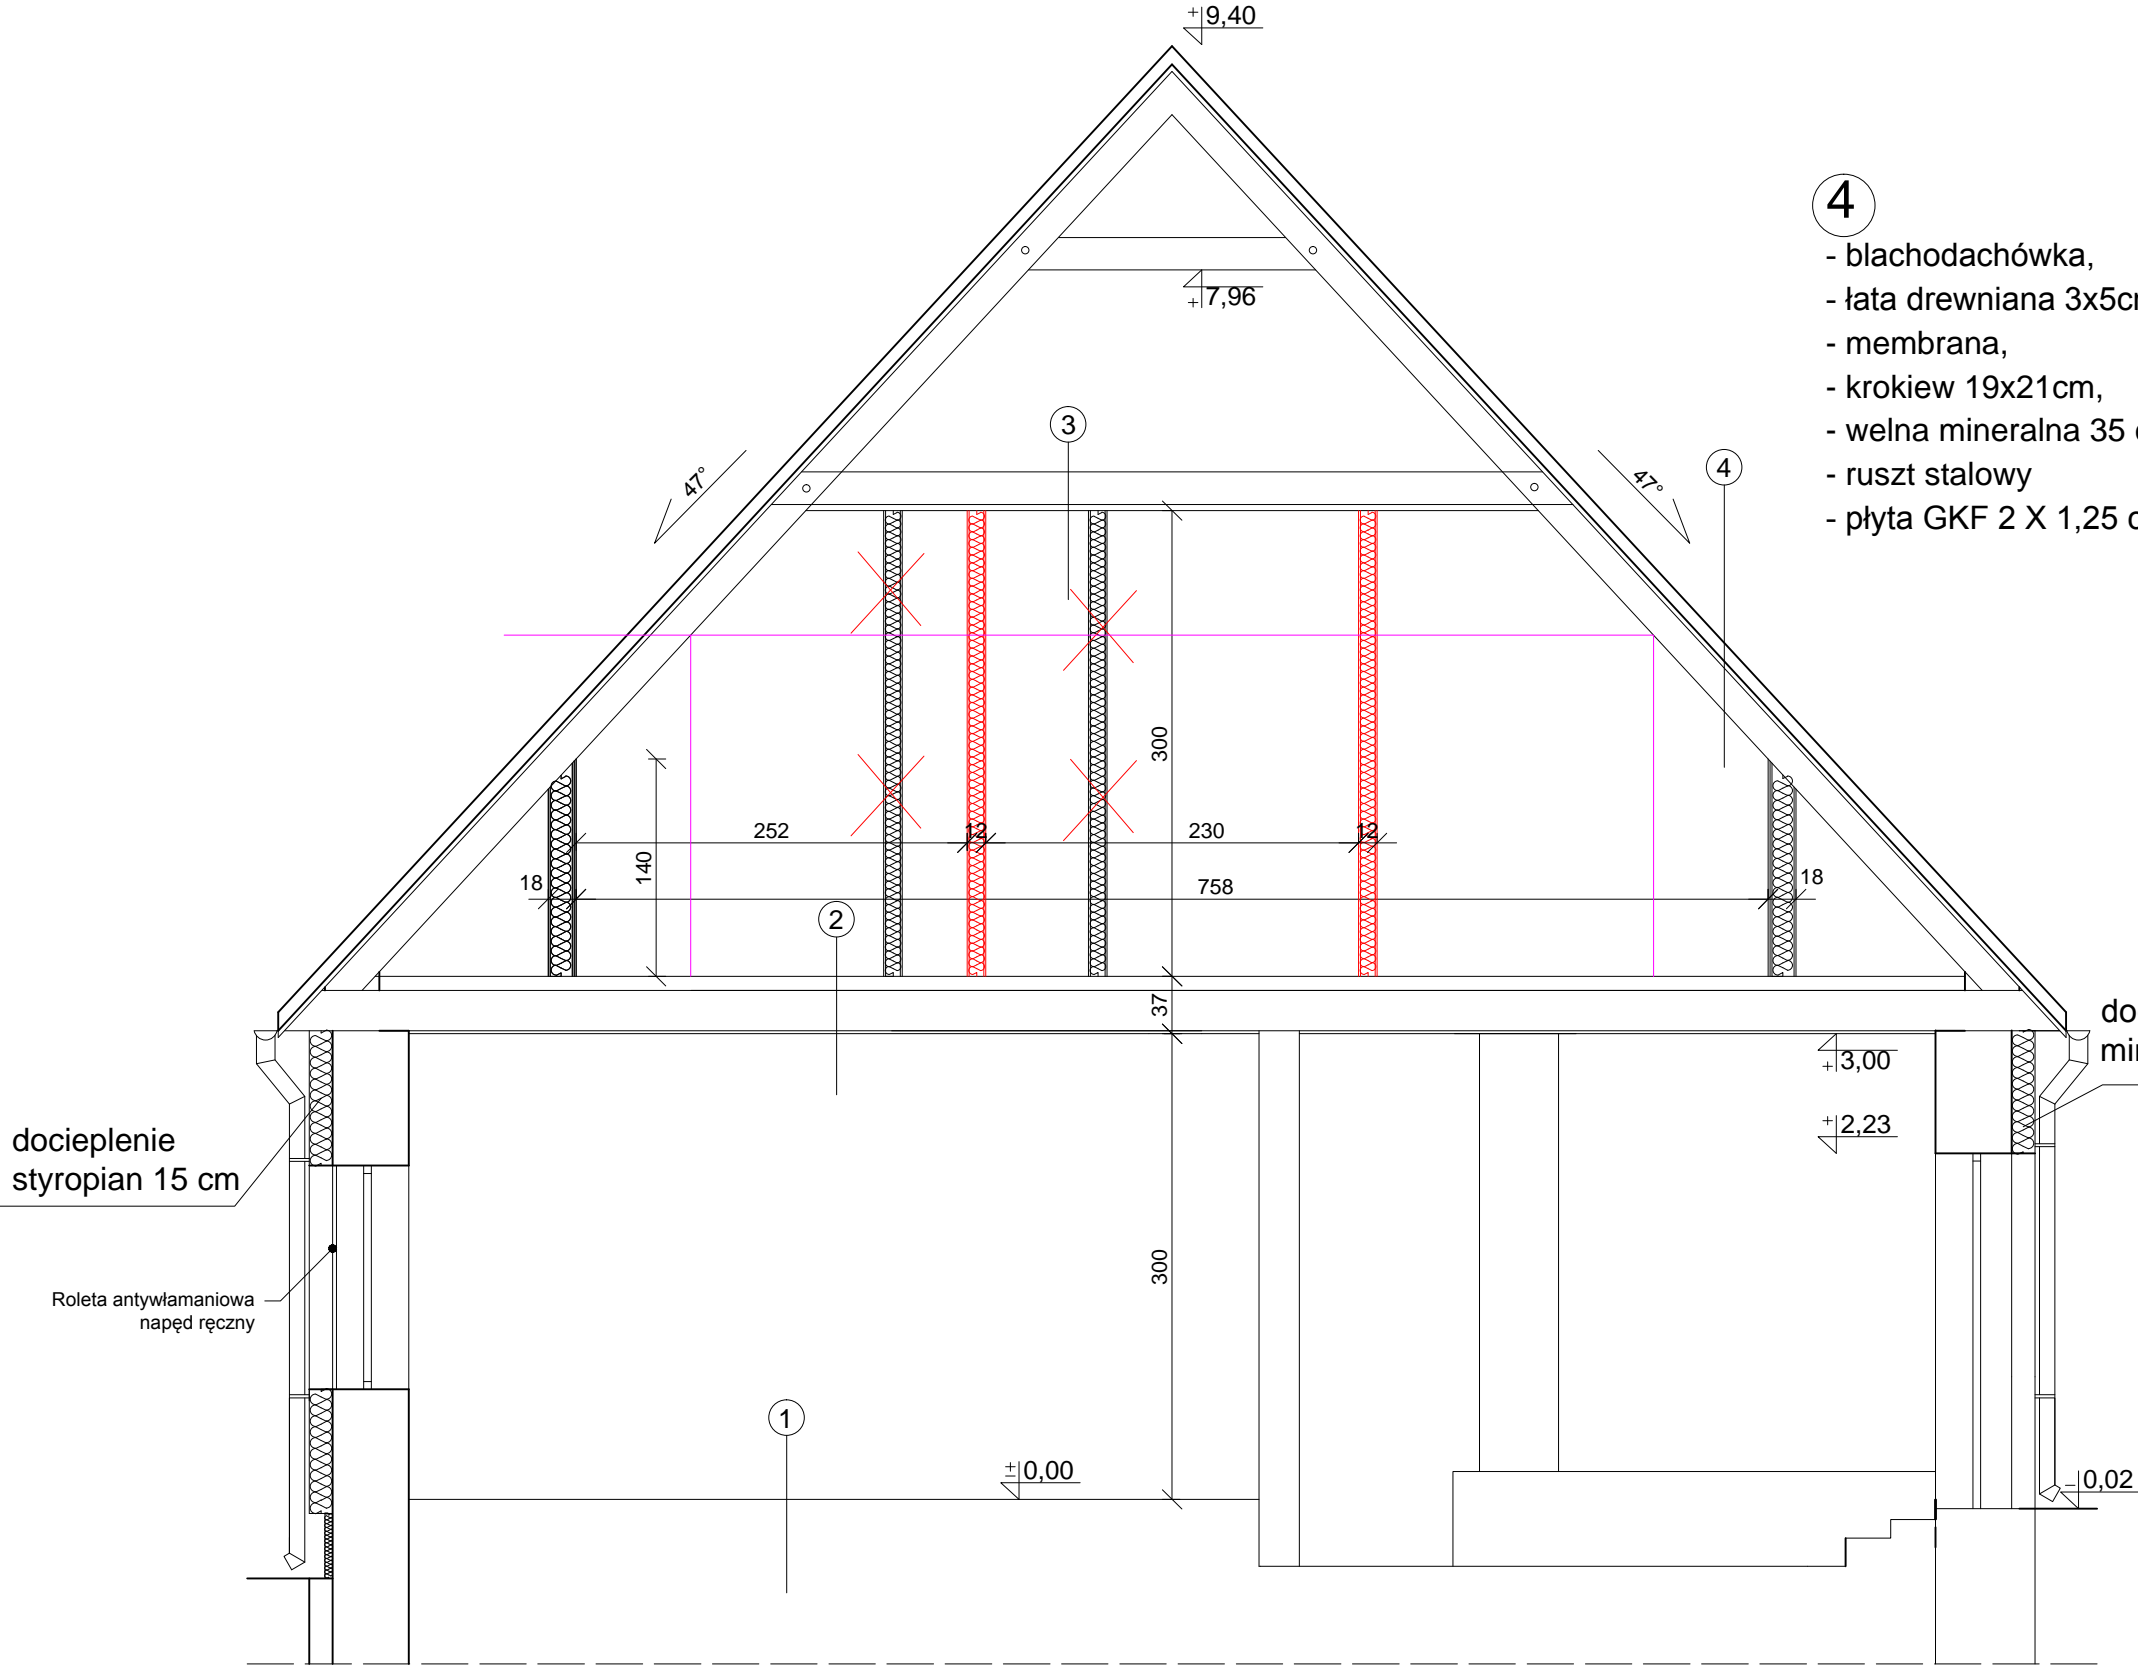 +9,40
4
- blachodachówka,
- łata drewniana 3x5c
- membrana,
- krokiew 19x21cm,
- welna mineralna 35
- ruszt stalowy
- płyta GKF 2 X 1,25
+7,96
3
47°
47°
4
300
252
12
230
12
140
18
758
18
2
37
do
mi
+3,00
+2,23
docieplenie
styropian 15 cm
300
Roleta antywłamaniowa
napęd ręczny
1
±0,00
-0,02